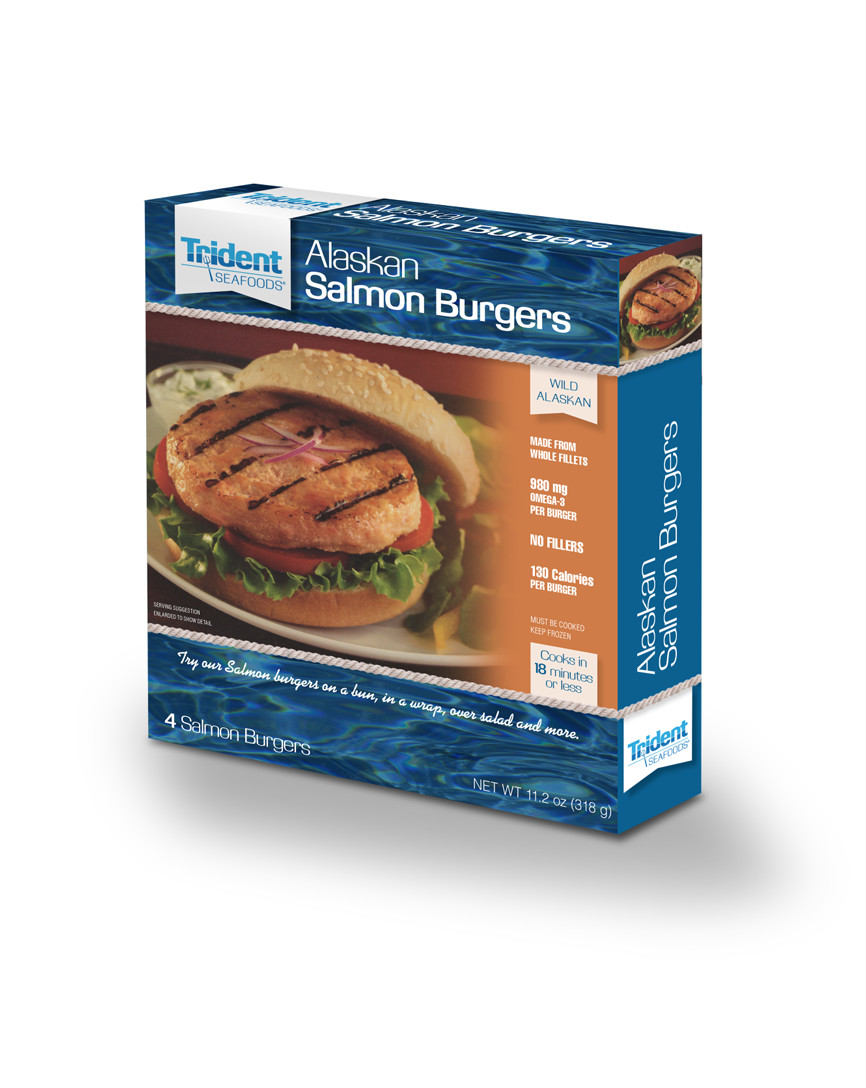 Trident
SEAFOODS
Alaskan
Salmon Burgers
Trident
SEAFOODS®
Alaskan
Salmon Burgers
WILD
ALASKAN
MADE FROM
WHOLE FILLETS
980 mg
OMEGA-3
PER BURGER
NO FILLERS
130 Calories
PER BURGER
MUST BE COOKED
KEEP FROZEN
Cooks in
18 minutes
or less
SERVING SUGGESTION
ENLARGED TO SHOW DETAIL
Try our Salmon burgers on a bun, in a wrap, over salad and more.
4 Salmon Burgers
NET WT 11.2 oz (318 g)
Alaskan
Salmon Burgers
Trident
SEAFOODS®